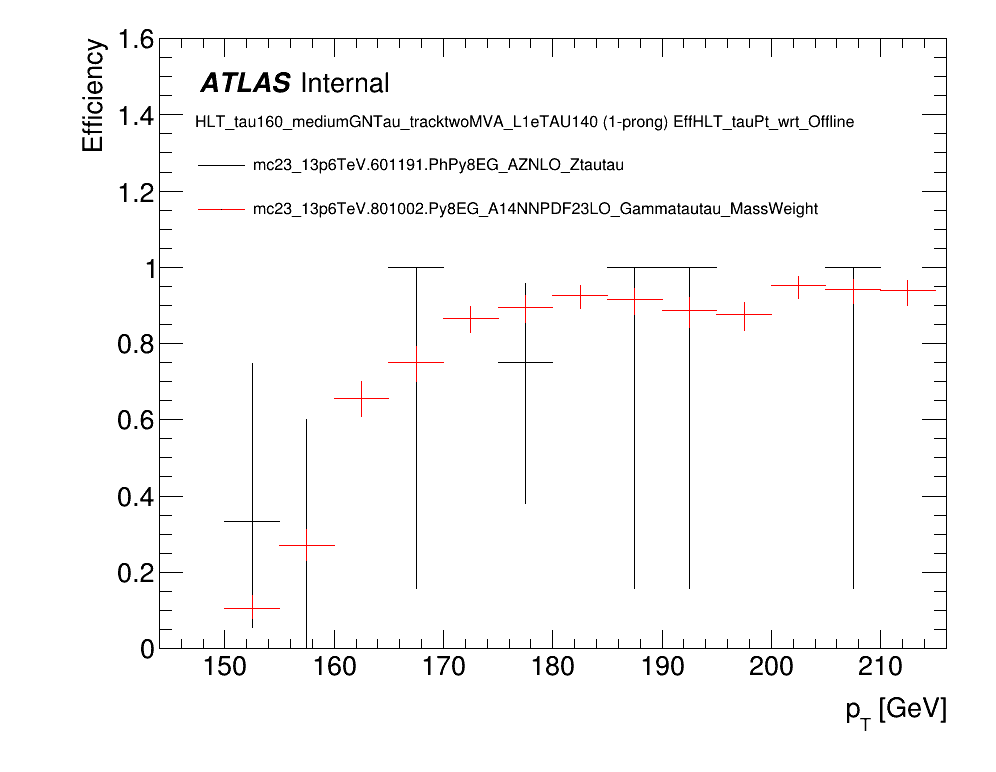 1.6
Efficiency
ATLAS Internal
1.4
HLT_tau160_mediumGNTau_tracktwoMVA_L1eTAU140 (1-prong) EffHLT_tauPt_wrt_Offline
mc23_13p6TeV.601191.PhPy8EG_AZNLO_Ztautau
1.2
mc23_13p6TeV.801002.Py8EG_A14NNPDF23LO_Gammatautau_MassWeight
1
0.8
0.6
0.4
0.2
0
150 160 170 180 190 200 210
p_T [GeV]